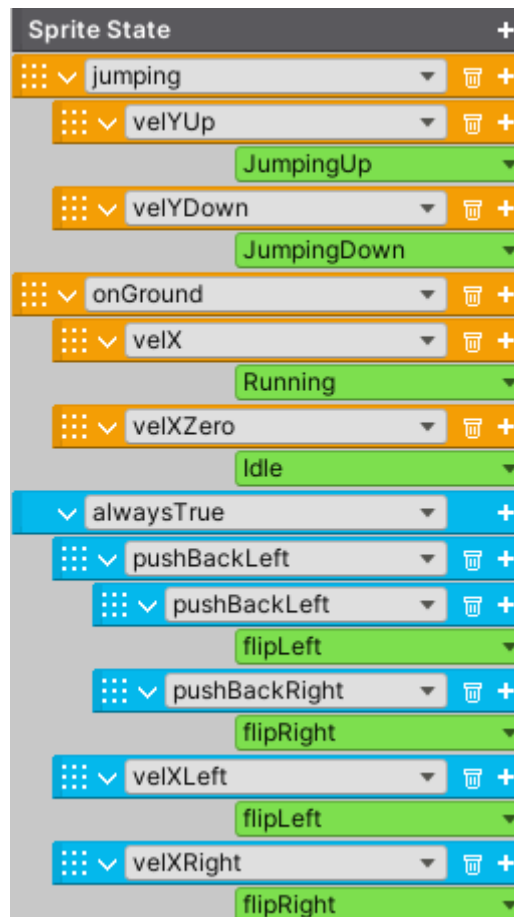 Sprite State
jumping
velYUp
JumpingUp
velYDown
JumpingDown
onGround
velX
Running
velXZero
Idle
alwaysTrue
pushBackLeft
pushBackLeft
flipLeft
pushBackRight
flipRight
velXLeft
flipLeft
velXRight
flipRight